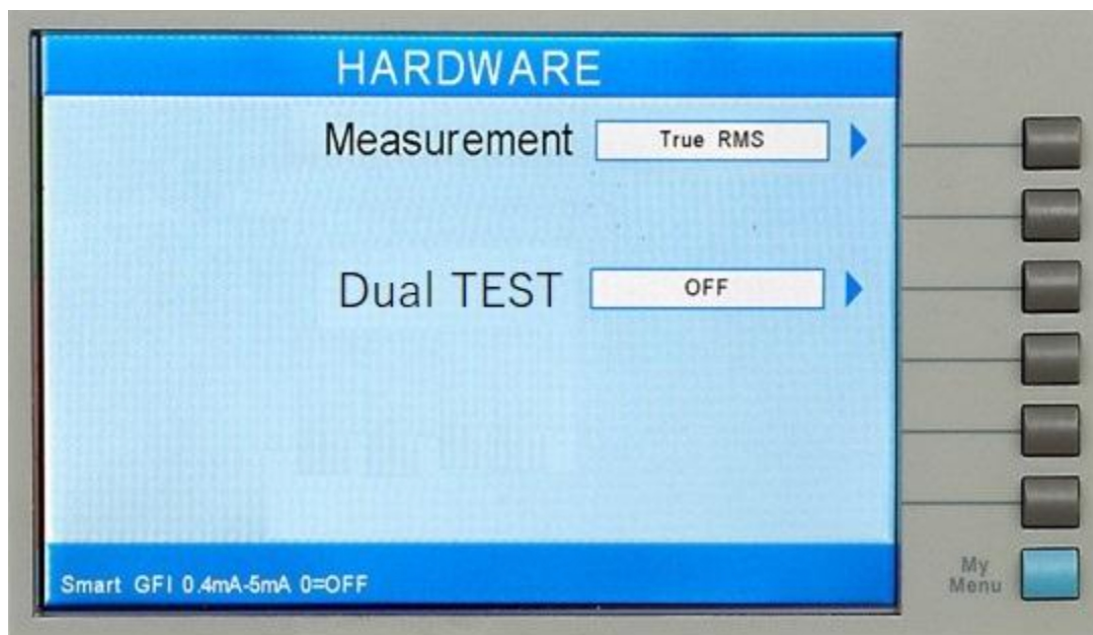 HARDWARE
Measurement True RMS
Dual TEST OFF
Smart GFI 0.4mA-5mA 0=OFF
My
Menu